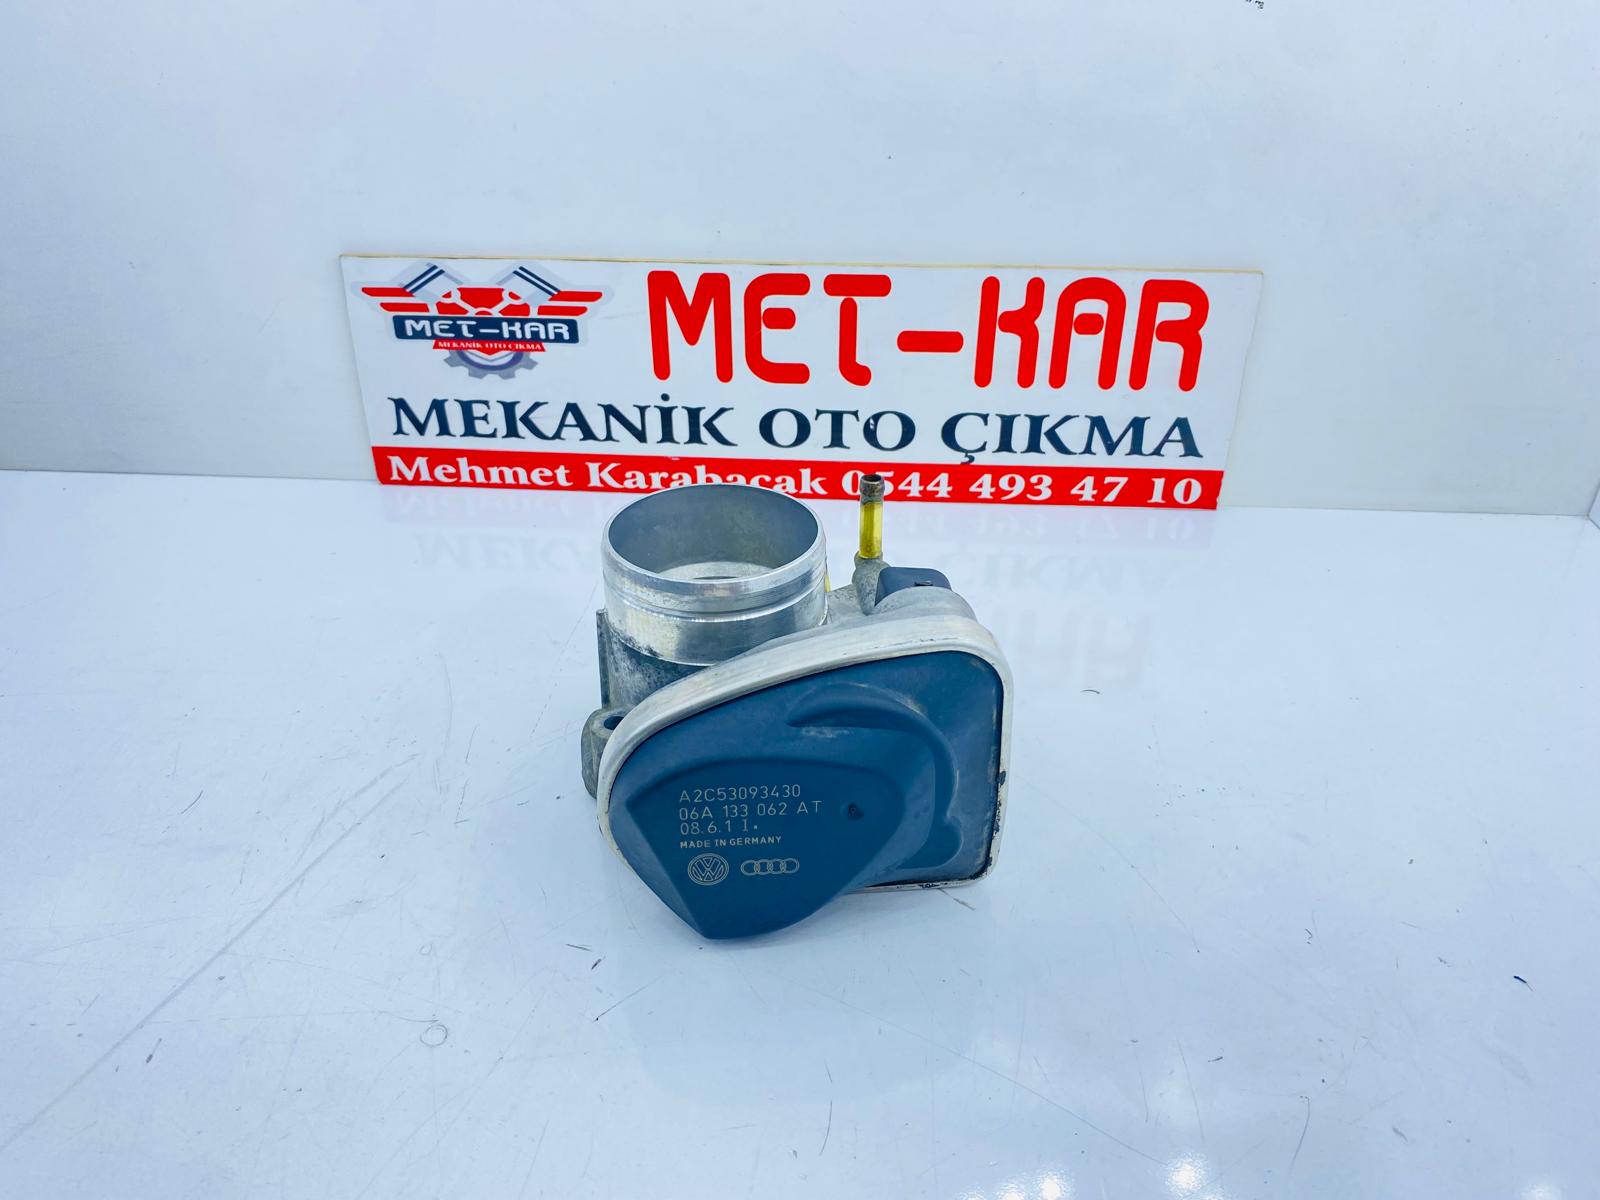 MET-KAR
MEKANİK OTO ÇIKMA
MET-KAR
MEKANİK OTO ÇIKMA
Mehmet Karabacak 0544 493 47 10
A2C53093430
06A 133 062 AT
08.6.1 I.
MADE IN GERMANY